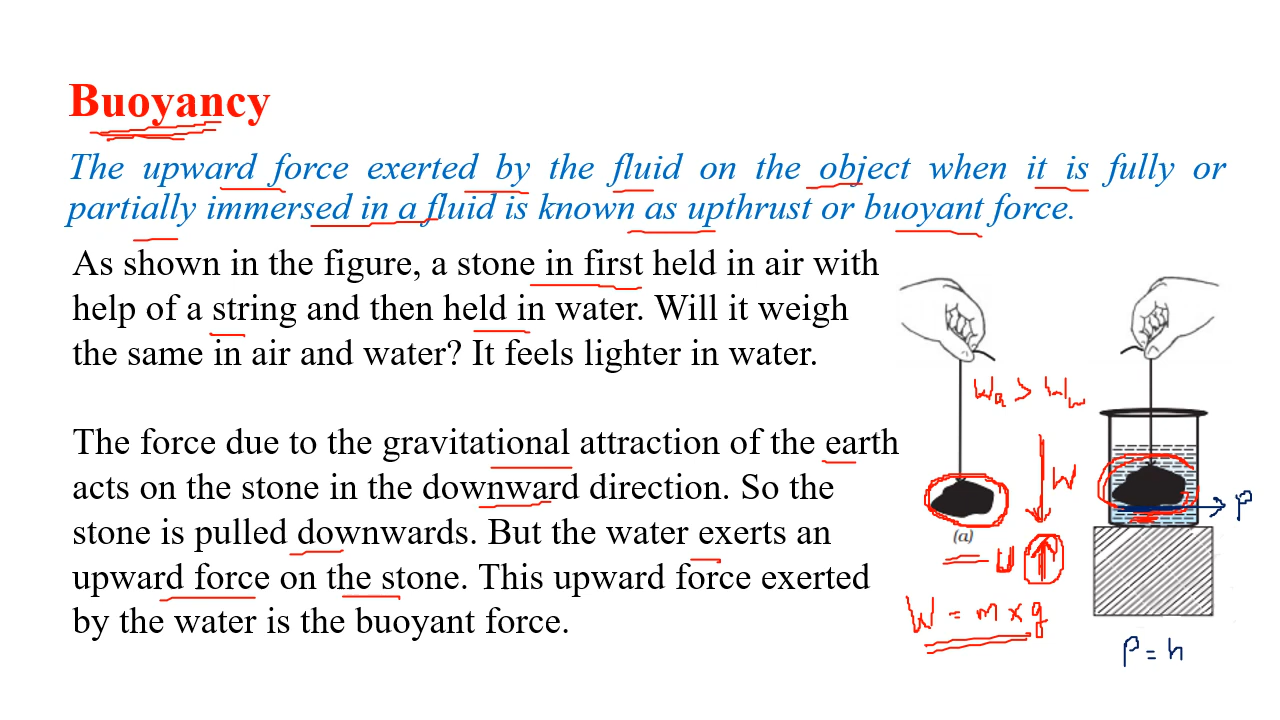 Buoyancy
The upward force exerted by the fluid on the object when it is fully or
partially immersed in a fluid is known as upthrust or buoyant force.
As shown in the figure, a stone in first held in air with
help of a string and then held in water. Will it weigh
the same in air and water? It feels lighter in water.
The force due to the gravitational attraction of the earth
acts on the stone in the downward direction. So the
stone is pulled downwards. But the water exerts an
upward force on the stone. This upward force exerted
by the water is the buoyant force.
Wa > Ww
W
P
(a)
U
W = m × g
P = h